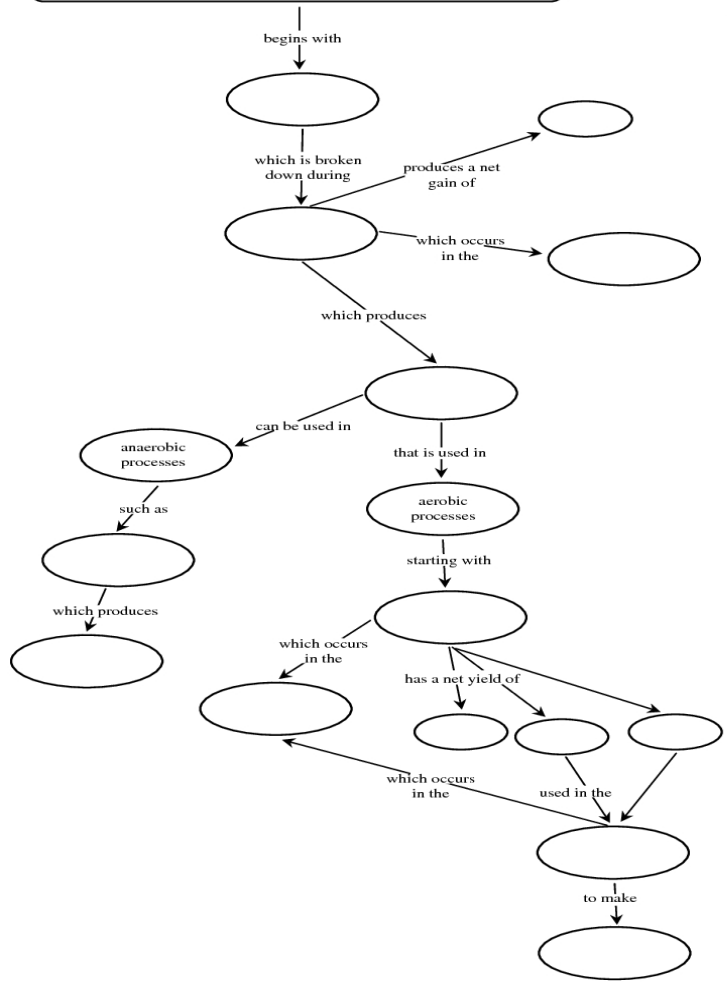 begins with
which is broken
down during
produces a net
gain of
which occurs
in the
which produces
can be used in
anaerobic
processes
that is used in
such as
aerobic
processes
starting with
which produces
which occurs
in the
has a net yield of
which occurs
in the
used in the
to make